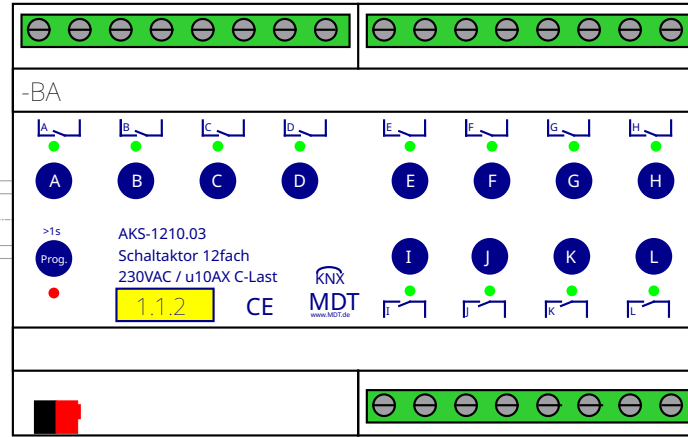 -BA
A B C D E F G H
A B C D E F G H
>1s
Prog.
AKS-1210.03
Schaltaktor 12fach
230VAC / u10AX C-Last
1.1.2
CE
KNX
MDT
www.MDT.de
I J K L
I J K L